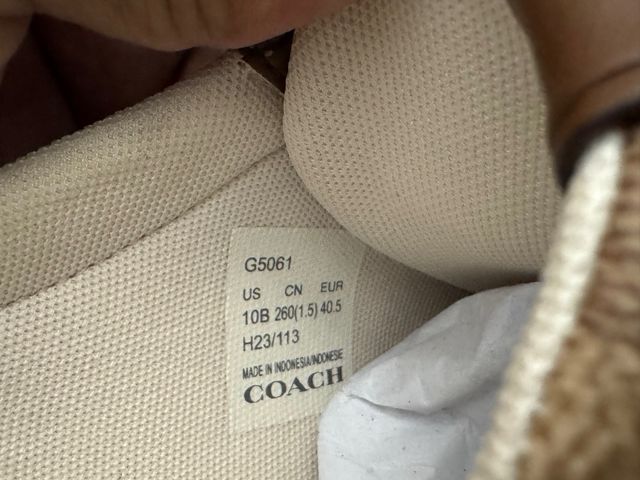 G5061
US CN EUR
10B 260(1.5) 40.5
H23/113
MADE IN INDONESIA/INDONESIE
COACH